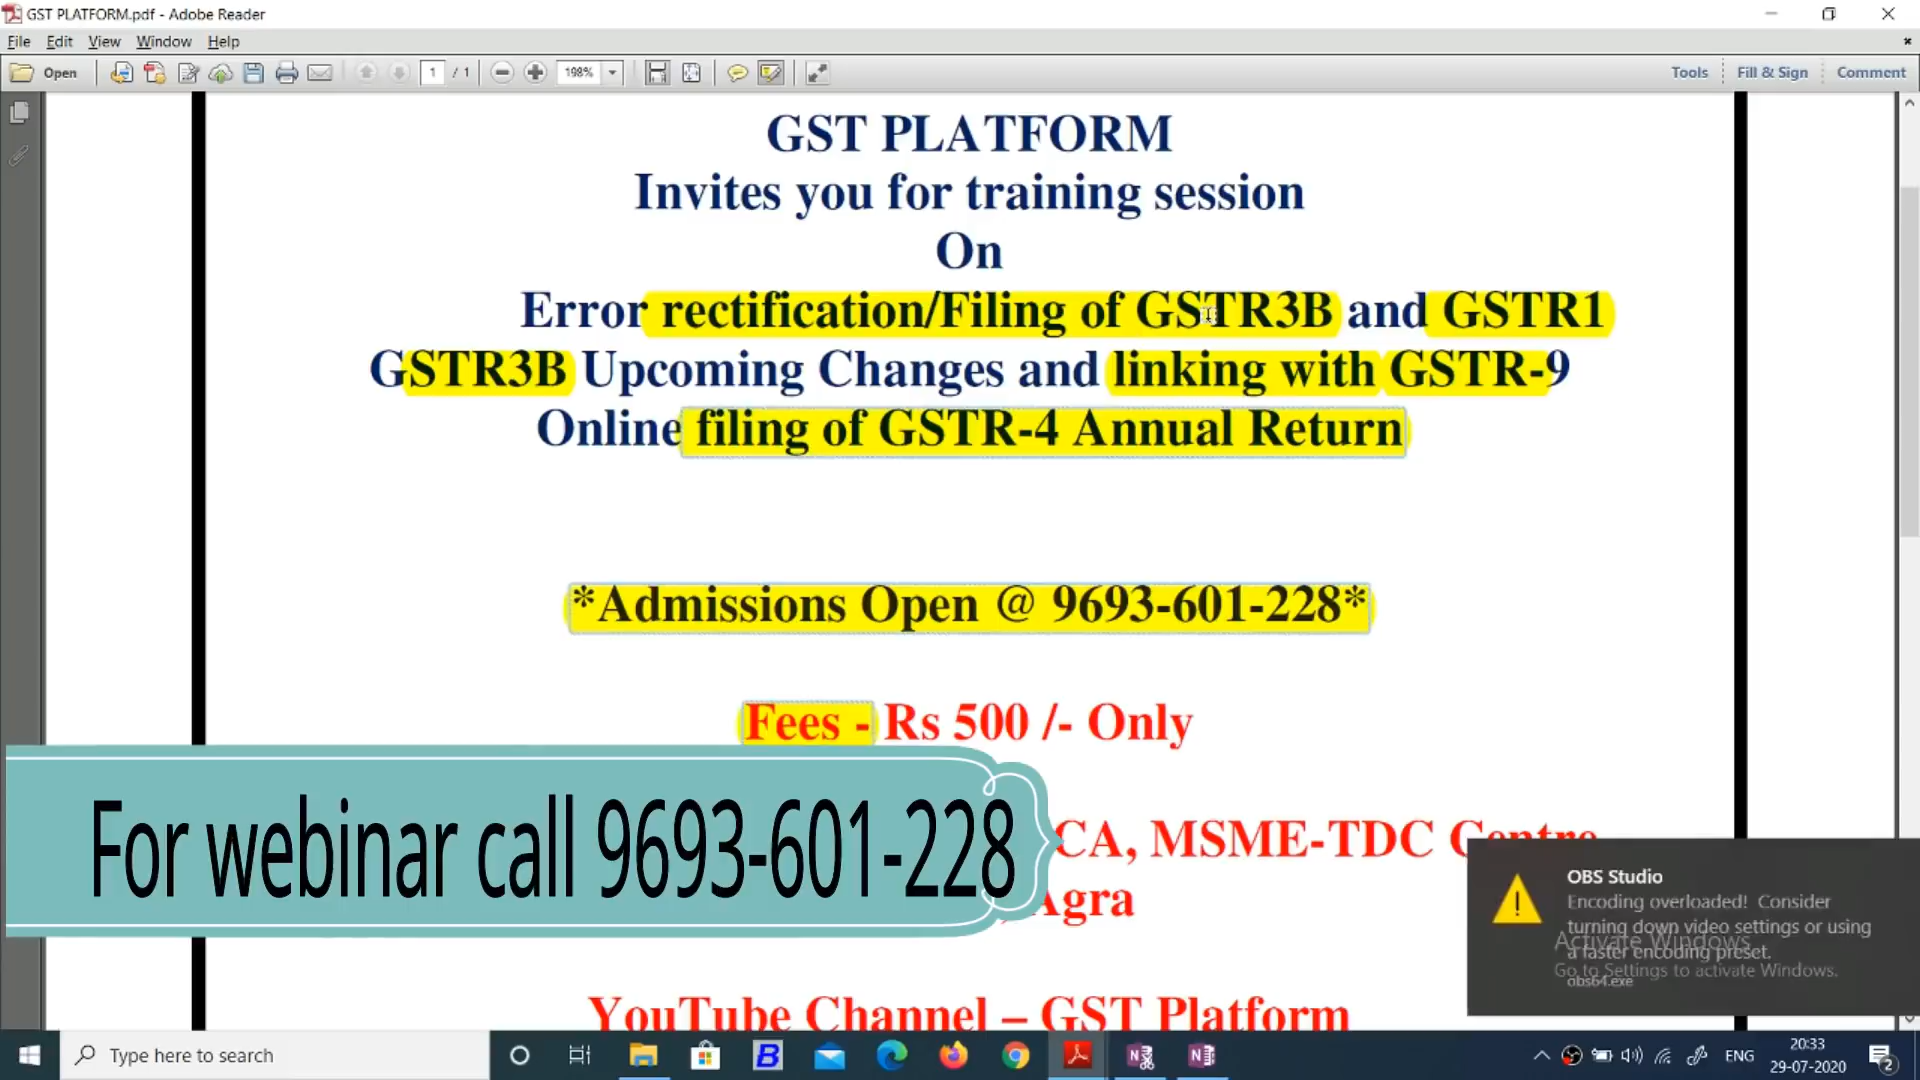 GST PLATFORM.pdf - Adobe Reader
File Edit View Window Help
Open 1 / 1 198% Tools Fill & Sign Comment
GST PLATFORM
Invites you for training session
On
Error rectification/Filing of GSTR3B and GSTR1
GSTR3B Upcoming Changes and linking with GSTR-9
Online filing of GSTR-4 Annual Return
*Admissions Open @ 9693-601-228*
Fees - Rs 500 /- Only
For webinar call 9693-601-228
CA, MSME-TDC Centre
Agra
YouTube Channel – GST Platform
OBS Studio
Encoding overloaded! Consider
turning down video settings or using
a faster encoding preset.
obs64.exe
Activate Windows
Go to Settings to activate Windows.
Type here to search
ENG
20:33
29-07-2020
2